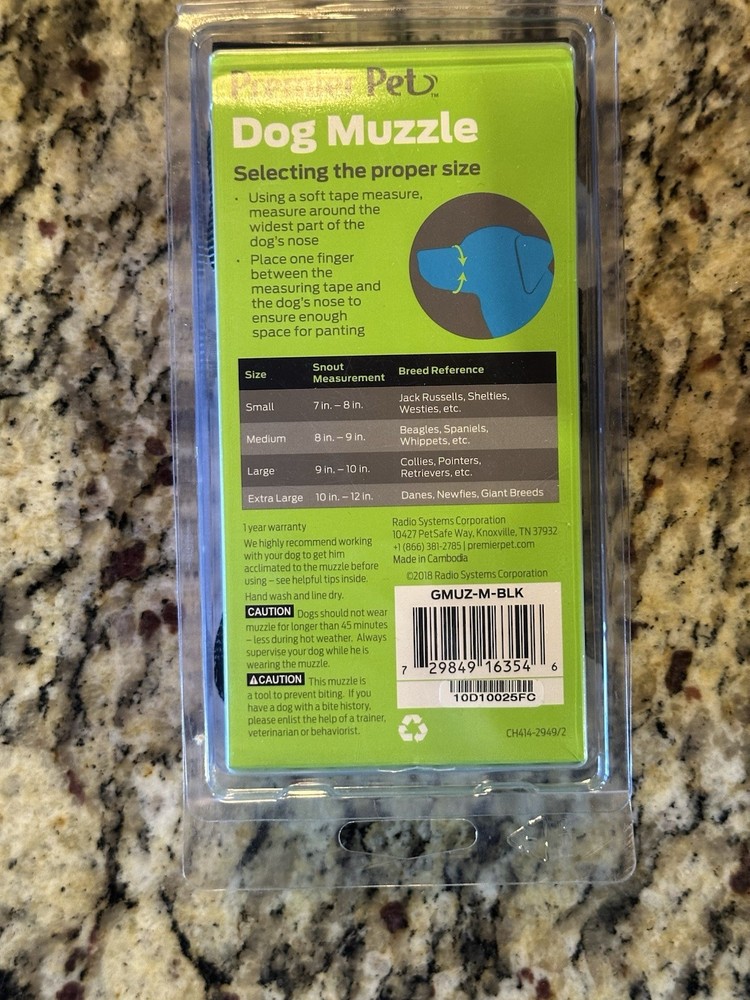 Premier Pet™
Dog Muzzle
Selecting the proper size
· Using a soft tape measure,
measure around the
widest part of the
dog's nose
· Place one finger
between the
measuring tape and
the dog's nose to
ensure enough
space for panting
Size Snout Measurement Breed Reference
Small 7 in. – 8 in. Jack Russells, Shelties,
Westies, etc.
Medium 8 in. – 9 in. Beagles, Spaniels,
Whippets, etc.
Large 9 in. – 10 in. Collies, Pointers,
Retrievers, etc.
Extra Large 10 in. – 12 in. Danes, Newfies, Giant Breeds
1 year warranty
We highly recommend working
with your dog to get him
acclimated to the muzzle before
using – see helpful tips inside.
Hand wash and line dry.
CAUTION Dogs should not wear
muzzle for longer than 45 minutes
– less during hot weather. Always
supervise your dog while he is
wearing the muzzle.
⚠CAUTION This muzzle is
a tool to prevent biting. If you
have a dog with a bite history,
please enlist the help of a trainer,
veterinarian or behaviorist.
Radio Systems Corporation
10427 PetSafe Way, Knoxville, TN 37932
+1 (866) 381-2785 | premierpet.com
Made in Cambodia
©2018 Radio Systems Corporation
GMUZ-M-BLK
7 29849 16354 6
10D10025FC
CH414-2949/2